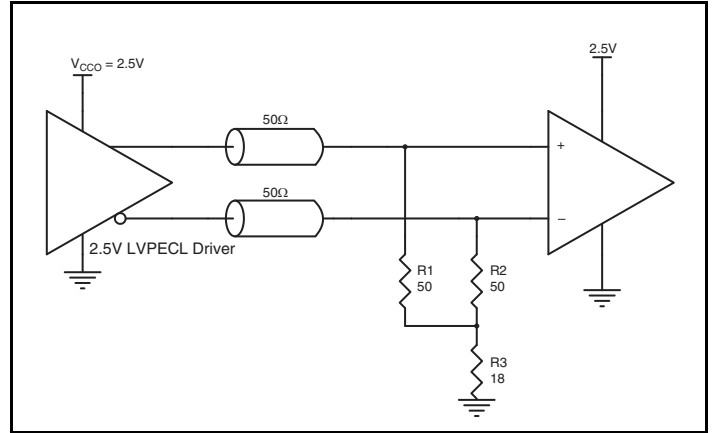 V_CCO = 2.5V
2.5V
50Ω
+
50Ω
−
2.5V LVPECL Driver
R1
50
R2
50
R3
18